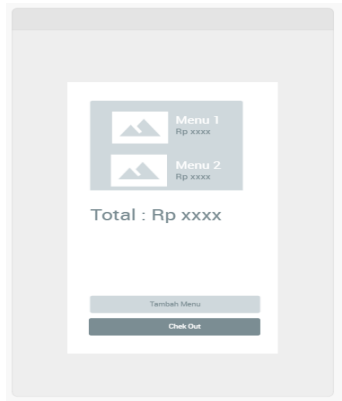 Menu 1
Rp xxxx
Menu 2
Rp xxxx
Total : Rp xxxx
Tambah Menu
Chek Out